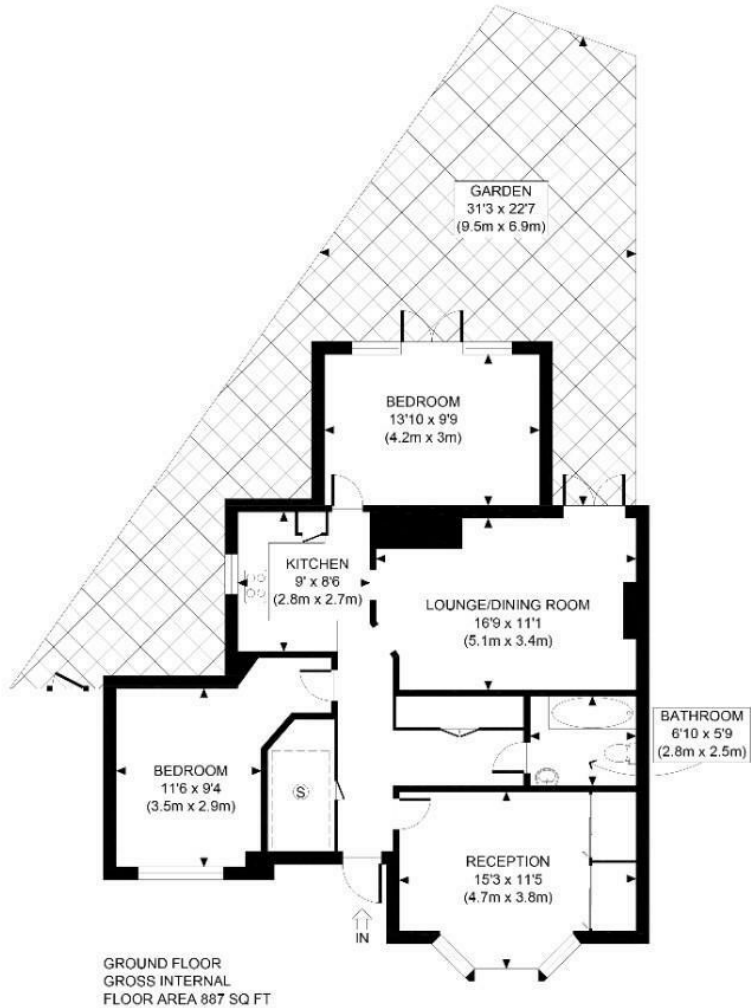 GARDEN
31'3 x 22'7
(9.5m x 6.9m)
BEDROOM
13'10 x 9'9
(4.2m x 3m)
KITCHEN
9' x 8'6
(2.8m x 2.7m)
LOUNGE/DINING ROOM
16'9 x 11'1
(5.1m x 3.4m)
BATHROOM
6'10 x 5'9
(2.8m x 2.5m)
BEDROOM
11'6 x 9'4
(3.5m x 2.9m)
S
RECEPTION
15'3 x 11'5
(4.7m x 3.8m)
IN
GROUND FLOOR
GROSS INTERNAL
FLOOR AREA 887 SQ FT